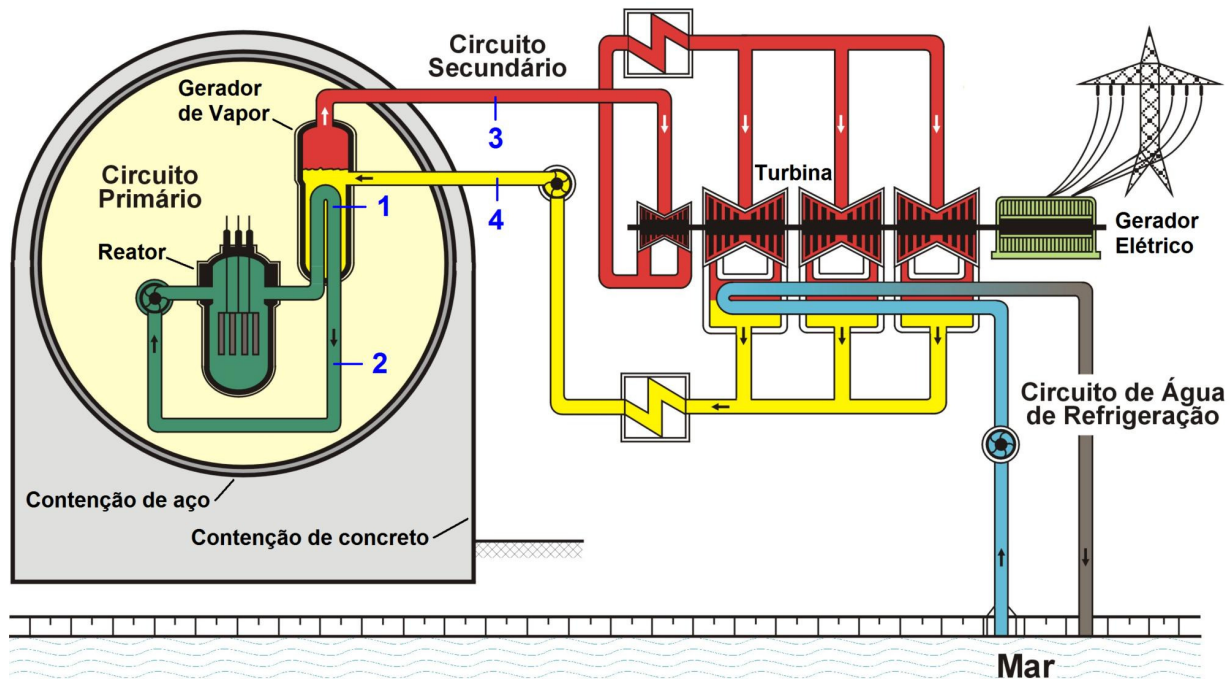 Circuito
Secundário
Gerador
de Vapor
3
Circuito
Primário
1
4
Turbina
Reator
Gerador
Elétrico
2
Circuito de Água
de Refrigeração
Contenção de aço
Contenção de concreto
Mar